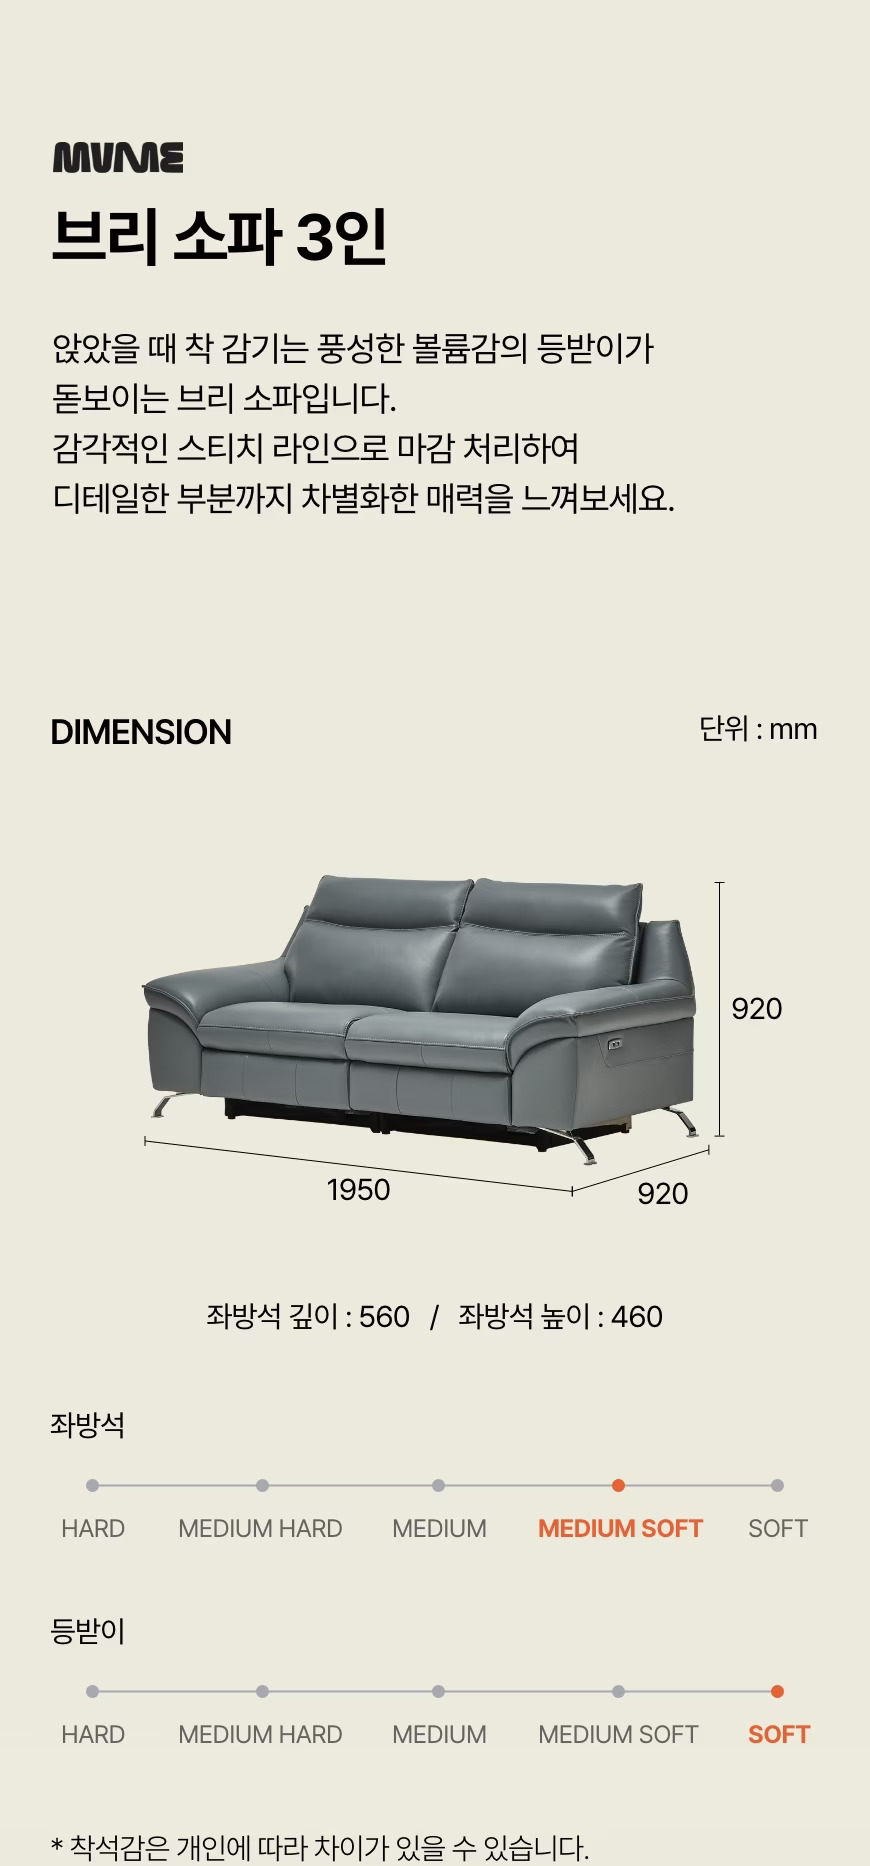 MVME
브리 소파 3인
앉았을 때 착 감기는 풍성한 볼륨감의 등받이가
돋보이는 브리 소파입니다.
감각적인 스티치 라인으로 마감 처리하여
디테일한 부분까지 차별화한 매력을 느껴보세요.
DIMENSION
단위 : mm
920
1950
920
좌방석 깊이 : 560 / 좌방석 높이 : 460
좌방석
HARD MEDIUM HARD MEDIUM MEDIUM SOFT SOFT
등받이
HARD MEDIUM HARD MEDIUM MEDIUM SOFT SOFT
* 착석감은 개인에 따라 차이가 있을 수 있습니다.